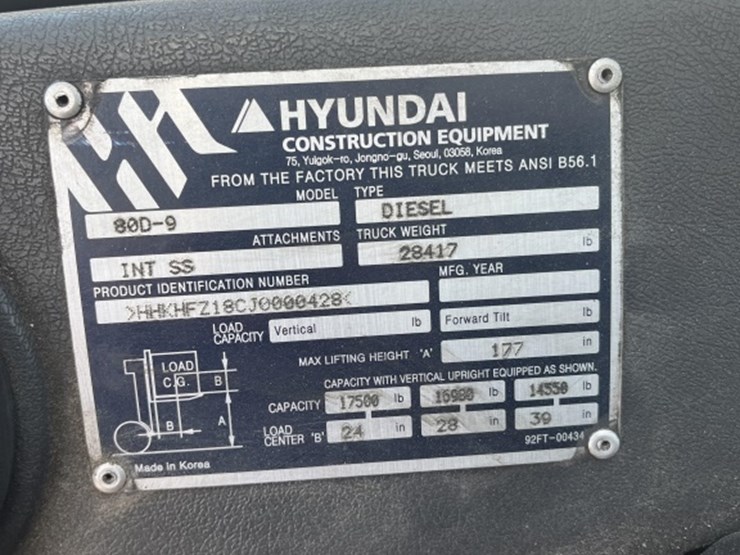 HYUNDAI
CONSTRUCTION EQUIPMENT
75, Yulgok-ro, Jongno-gu, Seoul, 03058, Korea
FROM THE FACTORY THIS TRUCK MEETS ANSI B56.1
MODEL TYPE
80D-9 DIESEL
ATTACHMENTS TRUCK WEIGHT
INT SS 28417 lb
PRODUCT IDENTIFICATION NUMBER MFG. YEAR
>HHKHFZ18CJ0000428<
LOAD CAPACITY Vertical lb Forward Tilt lb
MAX LIFTING HEIGHT 'A' 177 in
CAPACITY WITH VERTICAL UPRIGHT EQUIPPED AS SHOWN.
CAPACITY 17500 lb lb lb
LOAD CENTER 'B' 24 in 28 in 39 in
92FT-00434
LOAD
C.G. B
B A
Made in Korea